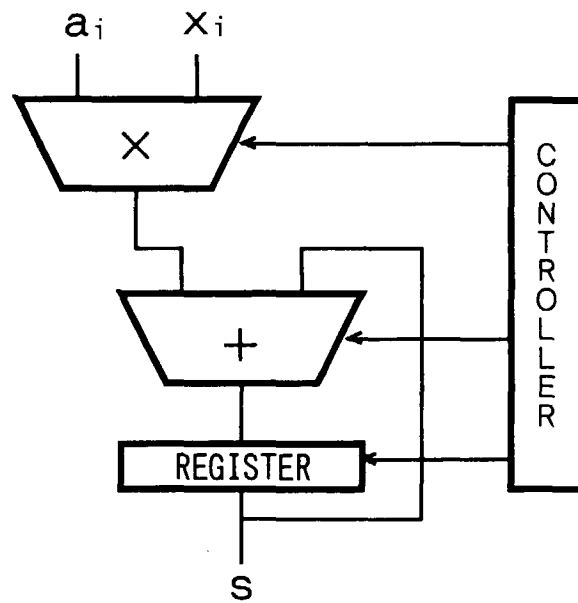 aᵢ xᵢ
×
+
REGISTER
S
CONTROLLER